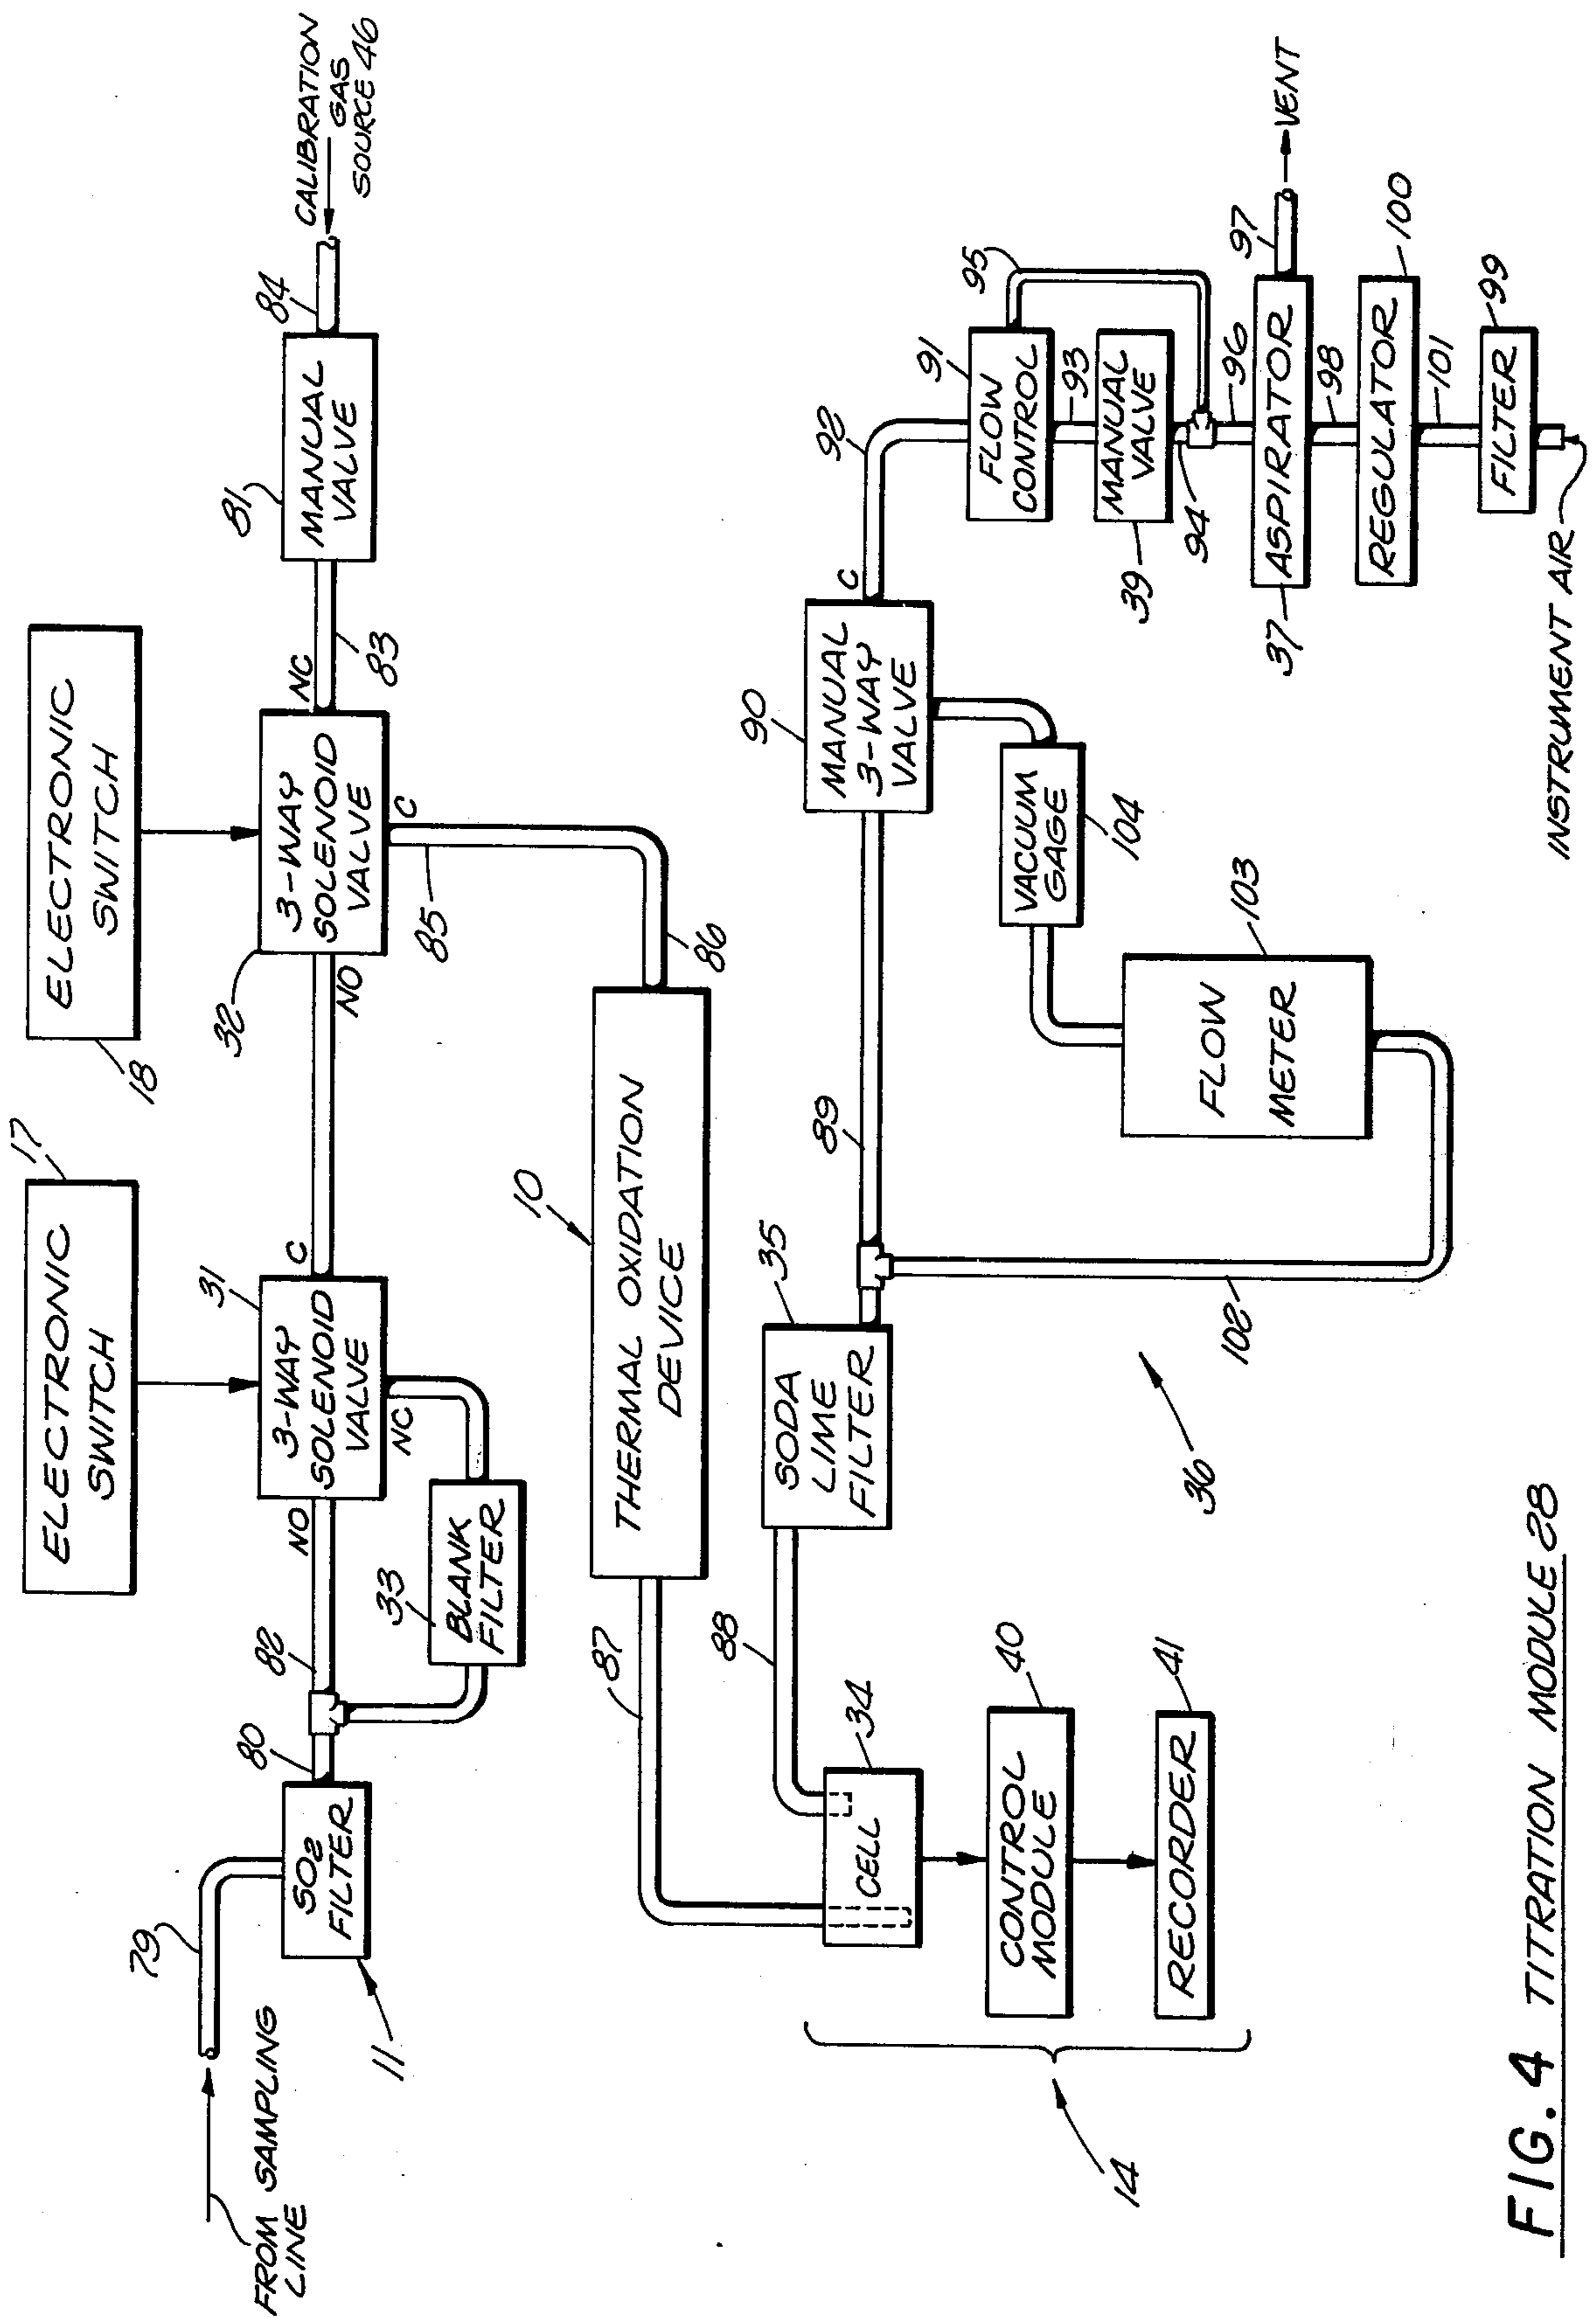 ELECTRONIC
SWITCH
17
ELECTRONIC
SWITCH
18
FROM SAMPLING
LINE
79
SO2
FILTER
11
80
82
NO
33
BLANK
FILTER
NC
31
3-WAY
SOLENOID
VALVE
C
NO
32
3-WAY
SOLENOID
VALVE
NC
C
83
81
MANUAL
VALVE
84
CALIBRATION
GAS
SOURCE 46
85
86
10
THERMAL OXIDATION
DEVICE
87
88
34
CELL
40
CONTROL
MODULE
41
RECORDER
14
35
SODA
LIME
FILTER
89
90
MANUAL
3-WAY
VALVE
C
92
91
FLOW
CONTROL
93
95
MANUAL
VALVE
39
94
96
37
ASPIRATOR
97
VENT
98
REGULATOR
100
101
FILTER
99
INSTRUMENT AIR
VACUUM
GAGE
104
FLOW
METER
103
102
36
FIG. 4 TITRATION MODULE 28